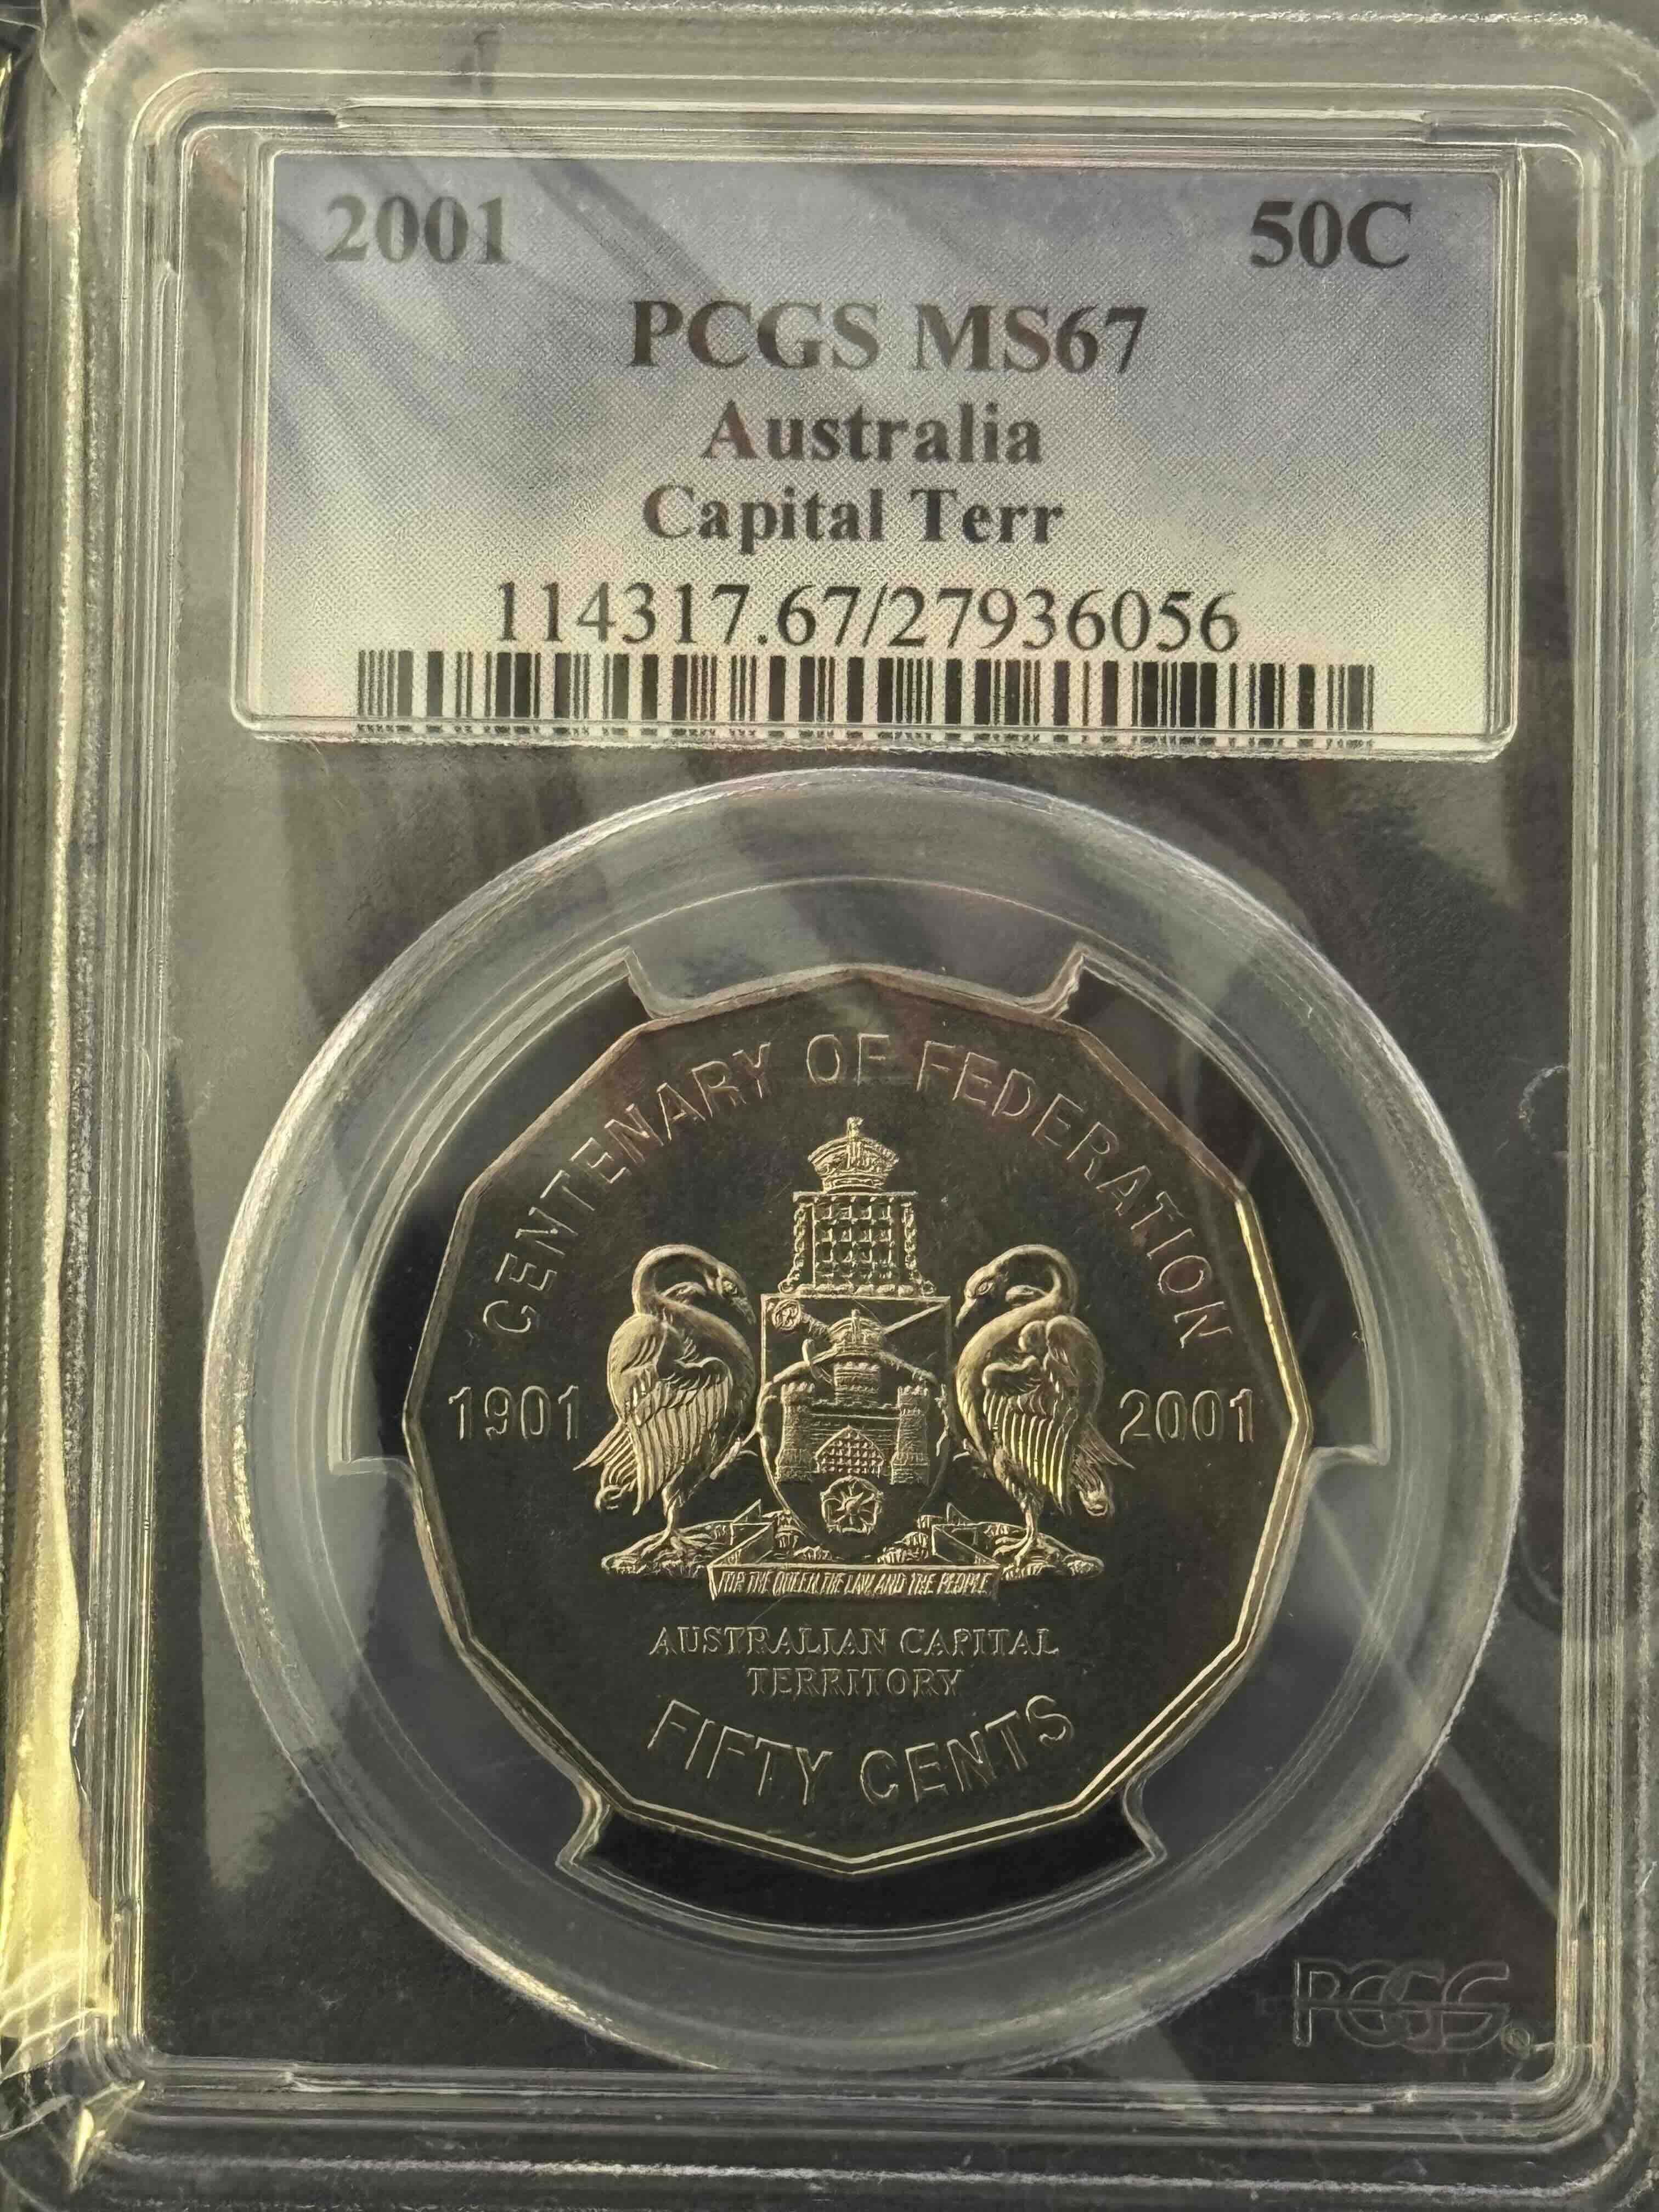 2001 50C
PCGS MS67
Australia
Capital Terr
114317.67/27936056
CENTENARY OF FEDERATION
1901 2001
FOR THE QUEEN, THE LAW, AND THE PEOPLE
AUSTRALIAN CAPITAL
TERRITORY
FIFTY CENTS
PCGS®